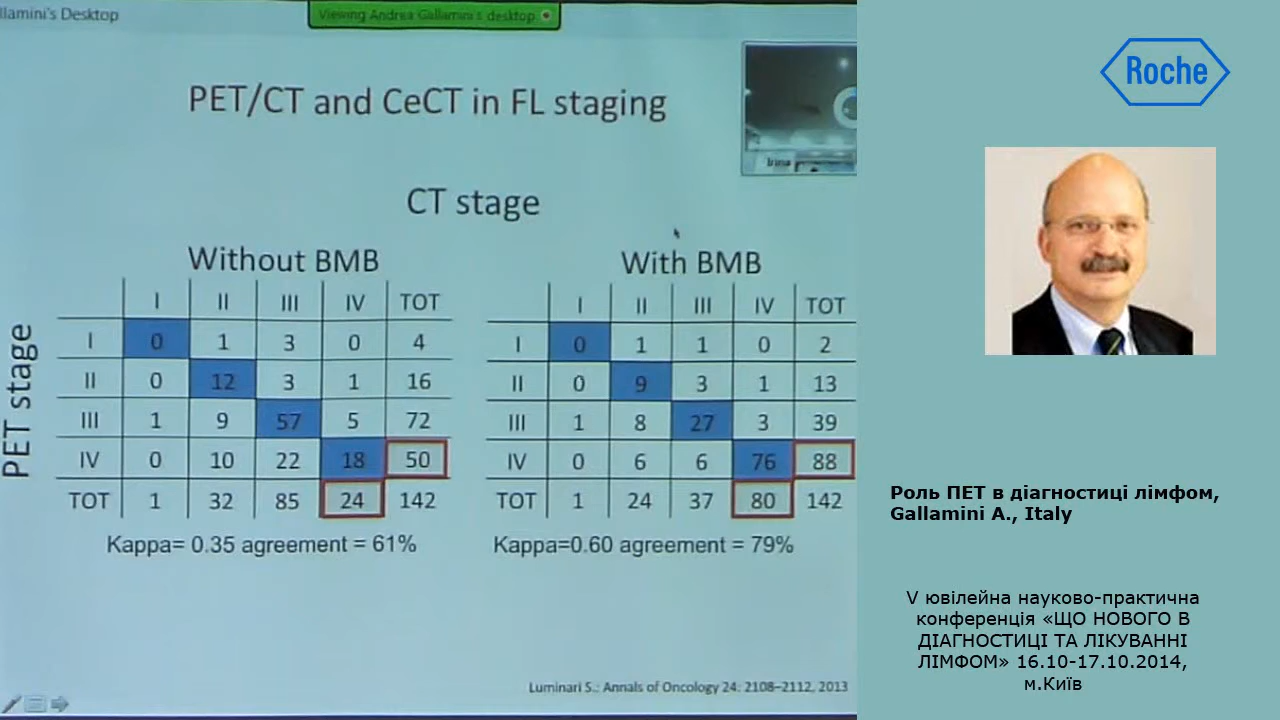 llamini's Desktop
Viewing Andrea Gallamini's desktop
PET/CT and CeCT in FL staging
Irina
CT stage
Without BMB
I II III IV TOT
I 0 1 3 0 4
II 0 12 3 1 16
III 1 9 57 5 72
IV 0 10 22 18 50
TOT 1 32 85 24 142
Kappa= 0.35 agreement = 61%
PET stage
With BMB
I II III IV TOT
I 0 1 1 0 2
II 0 9 3 1 13
III 1 8 27 3 39
IV 0 6 6 76 88
TOT 1 24 37 80 142
Kappa=0.60 agreement = 79%
Luminari S.: Annals of Oncology 24: 2108–2112, 2013
Roche
Роль ПЕТ в діагностиці лімфом,
Gallamini A., Italy
V ювілейна науково-практична
конференція «ЩО НОВОГО В
ДІАГНОСТИЦІ ТА ЛІКУВАННІ
ЛІМФОМ» 16.10-17.10.2014,
м.Київ